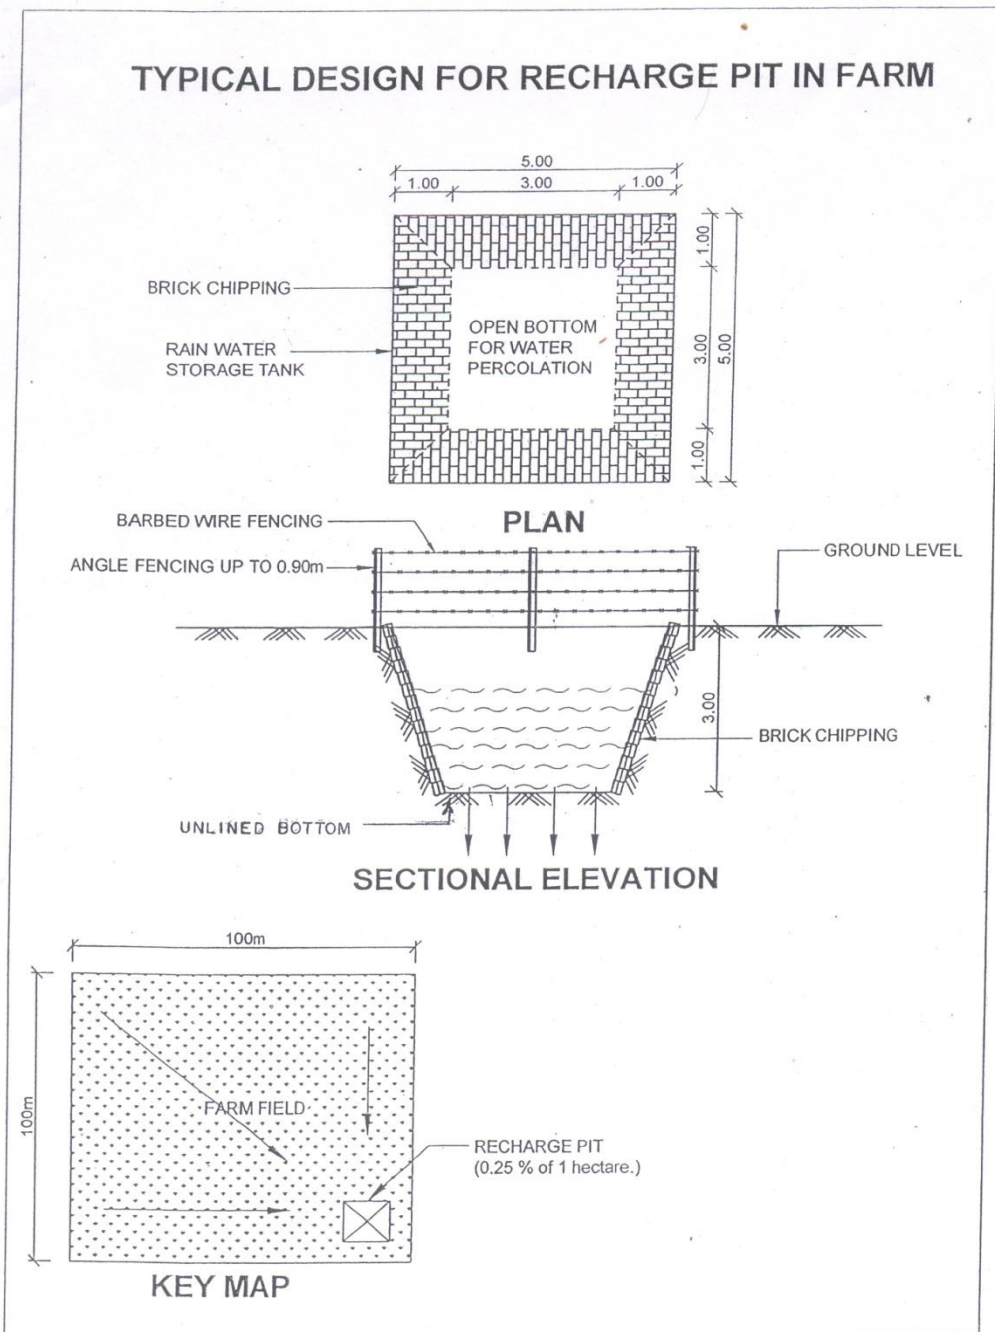 TYPICAL DESIGN FOR RECHARGE PIT IN FARM
5.00
1.00
3.00
1.00
BRICK CHIPPING
RAIN WATER
STORAGE TANK
OPEN BOTTOM
FOR WATER
PERCOLATION
1.00
3.00
1.00
5.00
PLAN
BARBED WIRE FENCING
ANGLE FENCING UP TO 0.90m
GROUND LEVEL
3.00
BRICK CHIPPING
UNLINED BOTTOM
SECTIONAL ELEVATION
100m
100m
FARM FIELD
RECHARGE PIT
(0.25 % of 1 hectare.)
KEY MAP